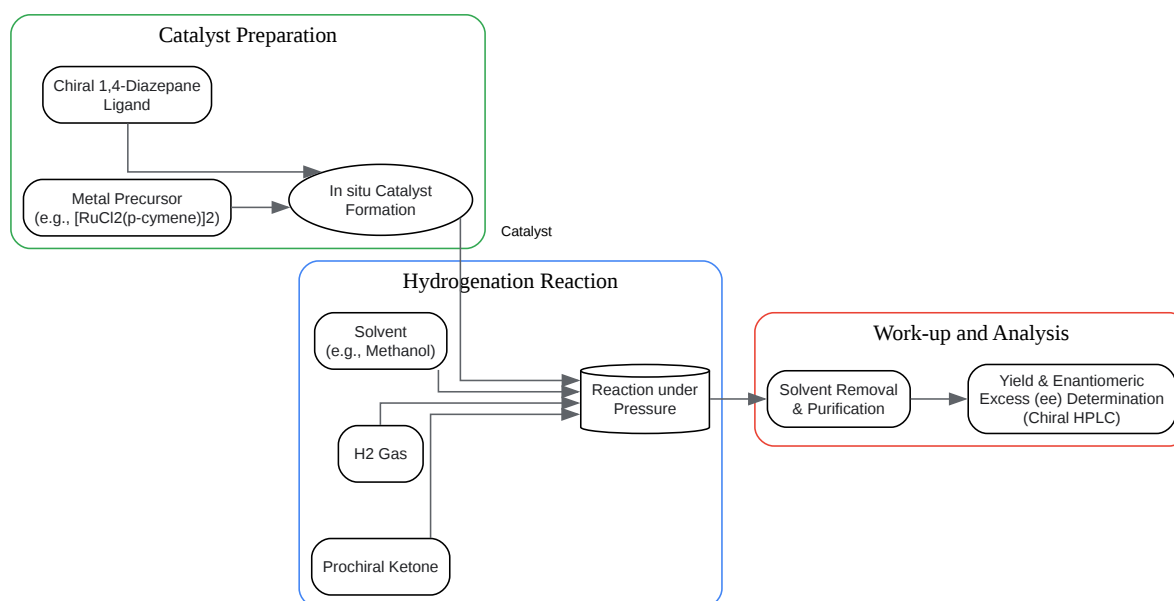 Catalyst Preparation
Chiral 1,4-Diazepane
Ligand
Metal Precursor
(e.g., [RuCl2(p-cymene)]2)
In situ Catalyst
Formation
Catalyst
Hydrogenation Reaction
Solvent
(e.g., Methanol)
H2 Gas
Prochiral Ketone
Reaction under
Pressure
Work-up and Analysis
Solvent Removal
& Purification
Yield & Enantiomeric
Excess (ee) Determination
(Chiral HPLC)